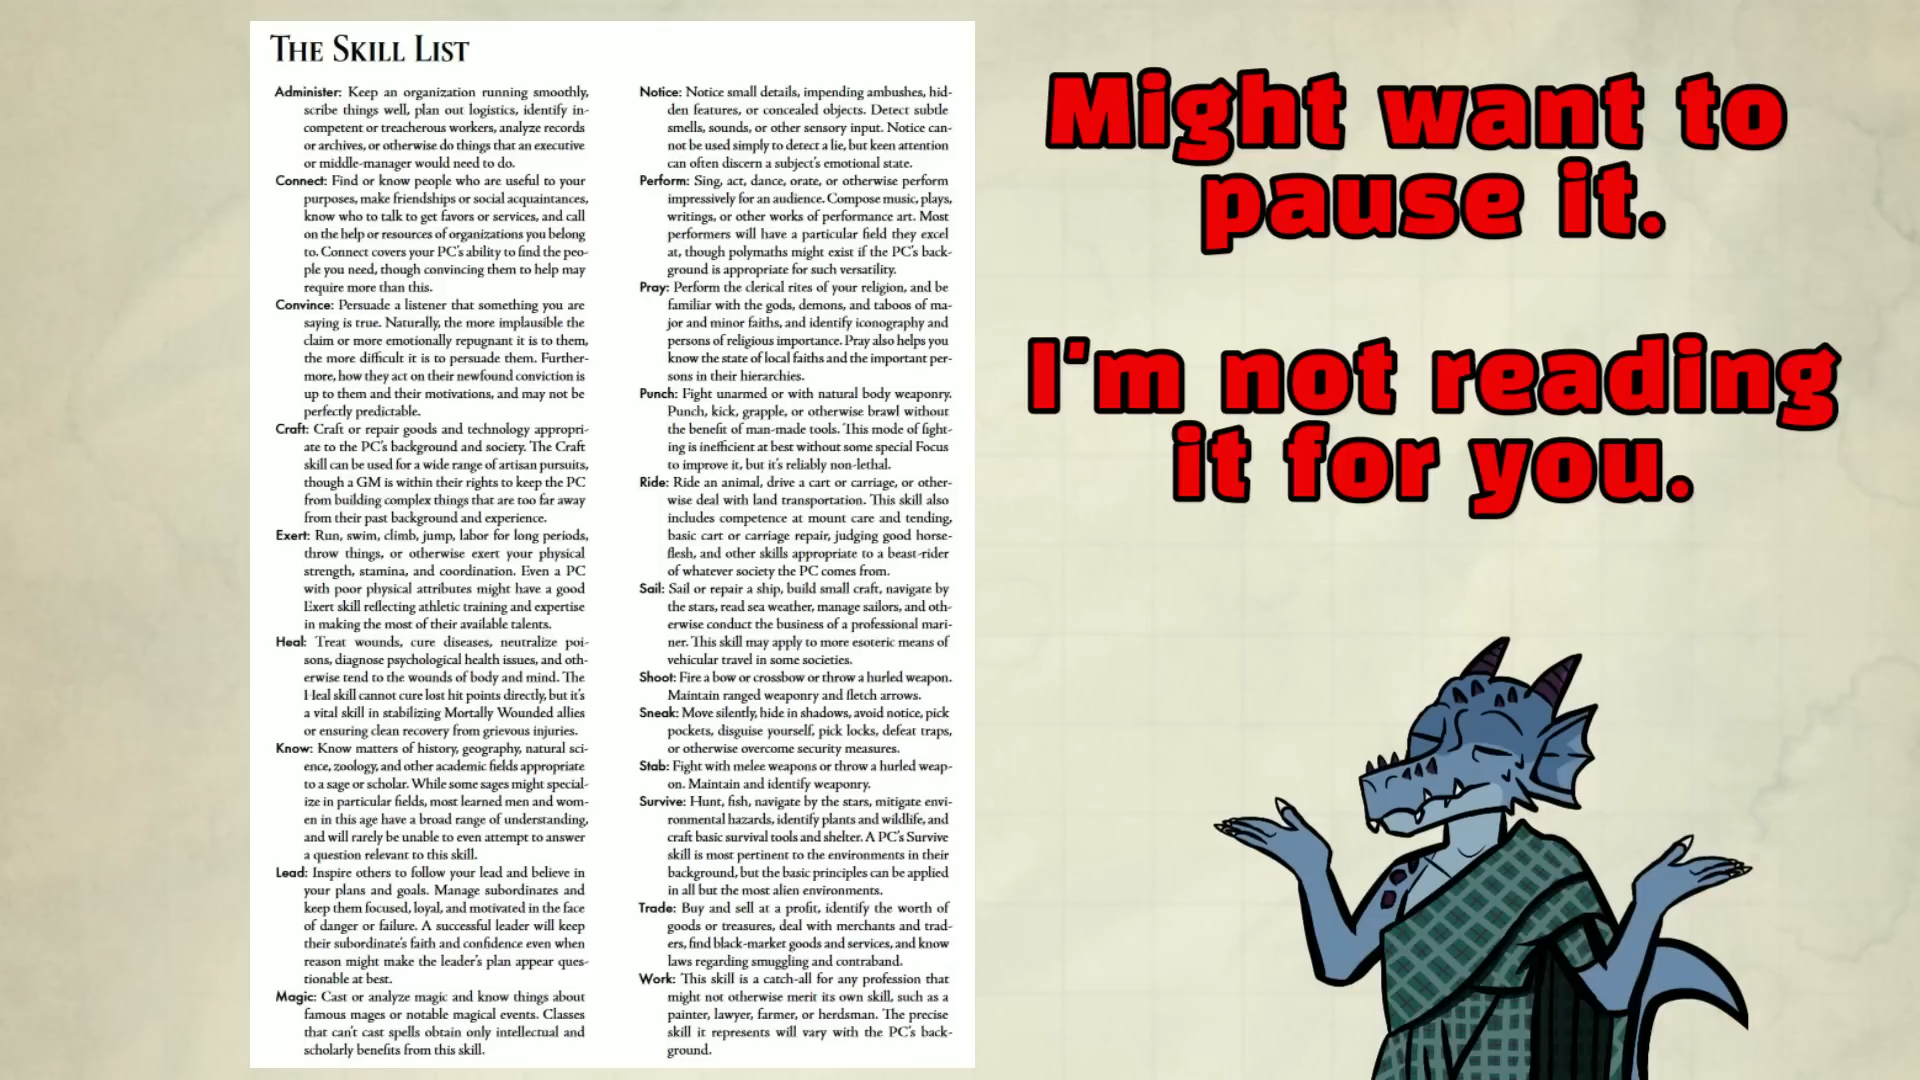 THE SKILL LIST
Administer: Keep an organization running smoothly,
scribe things well, plan out logistics, identify in-
competent or treacherous workers, analyze records
or archives, or otherwise do things that an executive
or middle-manager would need to do.
Connect: Find or know people who are useful to your
purposes, make friendships or social acquaintances,
know who to talk to get favors or services, and call
on the help or resources of organizations you belong
to. Connect covers your PC's ability to find the peo-
ple you need, though convincing them to help may
require more than this.
Convince: Persuade a listener that something you are
saying is true. Naturally, the more implausible the
claim or more emotionally repugnant it is to them,
the more difficult it is to persuade them. Further-
more, how they act on their newfound conviction is
up to them and their motivations, and may not be
perfectly predictable.
Craft: Craft or repair goods and technology appropri-
ate to the PC's background and society. The Craft
skill can be used for a wide range of artisan pursuits,
though a GM is within their rights to keep the PC
from building complex things that are too far away
from their past background and experience.
Exert: Run, swim, climb, jump, labor for long periods,
throw things, or otherwise exert your physical
strength, stamina, and coordination. Even a PC
with poor physical attributes might have a good
Exert skill reflecting athletic training and expertise
in making the most of their available talents.
Heal: Treat wounds, cure diseases, neutralize poi-
sons, diagnose psychological health issues, and oth-
erwise tend to the wounds of body and mind. The
Heal skill cannot cure lost hit points directly, but it's
a vital skill in stabilizing Mortally Wounded allies
or ensuring clean recovery from grievous injuries.
Know: Know matters of history, geography, natural sci-
ence, zoology, and other academic fields appropriate
to a sage or scholar. While some sages might special-
ize in particular fields, most learned men and wom-
en in this age have a broad range of understanding,
and will rarely be unable to even attempt to answer
a question relevant to this skill.
Lead: Inspire others to follow your lead and believe in
your plans and goals. Manage subordinates and
keep them focused, loyal, and motivated in the face
of danger or failure. A successful leader will keep
their subordinate's faith and confidence even when
reason might make the leader's plan appear ques-
tionable at best.
Magic: Cast or analyze magic and know things about
famous mages or notable magical events. Classes
that can't cast spells obtain only intellectual and
scholarly benefits from this skill.
Notice: Notice small details, impending ambushes, hid-
den features, or concealed objects. Detect subtle
smells, sounds, or other sensory input. Notice can-
not be used simply to detect a lie, but keen attention
can often discern a subject's emotional state.
Perform: Sing, act, dance, orate, or otherwise perform
impressively for an audience. Compose music, plays,
writings, or other works of performance art. Most
performers will have a particular field they excel
at, though polymaths might exist if the PC's back-
ground is appropriate for such versatility.
Pray: Perform the clerical rites of your religion, and be
familiar with the gods, demons, and taboos of ma-
jor and minor faiths, and identify iconography and
persons of religious importance. Pray also helps you
know the state of local faiths and the important per-
sons in their hierarchies.
Punch: Fight unarmed or with natural body weaponry.
Punch, kick, grapple, or otherwise brawl without
the benefit of man-made tools. This mode of fight-
ing is inefficient at best without some special Focus
to improve it, but it's reliably non-lethal.
Ride: Ride an animal, drive a cart or carriage, or other-
wise deal with land transportation. This skill also
includes competence at mount care and tending,
basic cart or carriage repair, judging good horse-
flesh, and other skills appropriate to a beast-rider
of whatever society the PC comes from.
Sail: Sail or repair a ship, build small craft, navigate by
the stars, read sea weather, manage sailors, and oth-
erwise conduct the business of a professional mari-
ner. This skill may apply to more esoteric means of
vehicular travel in some societies.
Shoot: Fire a bow or crossbow or throw a hurled weapon.
Maintain ranged weaponry and fletch arrows.
Sneak: Move silently, hide in shadows, avoid notice, pick
pockets, disguise yourself, pick locks, defeat traps,
or otherwise overcome security measures.
Stab: Fight with melee weapons or throw a hurled weap-
on. Maintain and identify weaponry.
Survive: Hunt, fish, navigate by the stars, mitigate envi-
ronmental hazards, identify plants and wildlife, and
craft basic survival tools and shelter. A PC's Survive
skill is most pertinent to the environments in their
background, but the basic principles can be applied
in all but the most alien environments.
Trade: Buy and sell at a profit, identify the worth of
goods or treasures, deal with merchants and trad-
ers, find black-market goods and services, and know
laws regarding smuggling and contraband.
Work: This skill is a catch-all for any profession that
might not otherwise merit its own skill, such as a
painter, lawyer, farmer, or herdsman. The precise
skill it represents will vary with the PC's back-
ground.
Might want to
pause it.
I'm not reading
it for you.